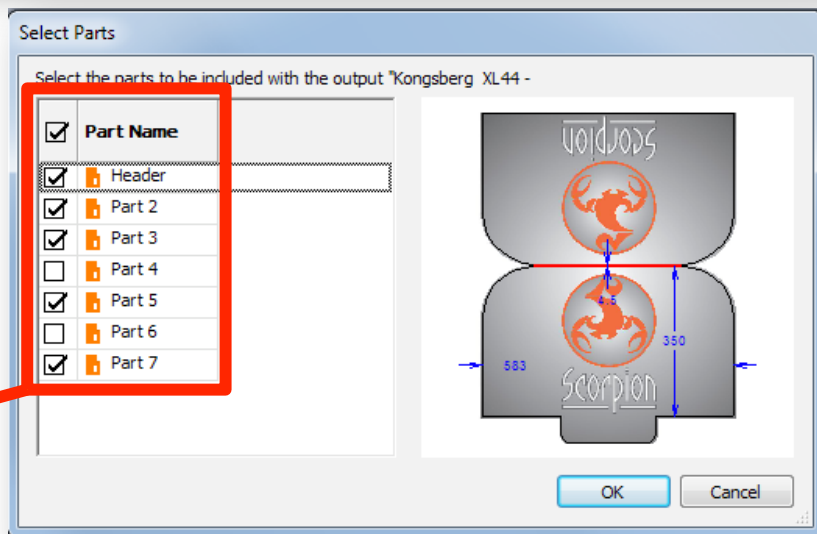 Select Parts
Select the parts to be included with the output "Kongsberg XL44 -
Part Name
Header
Part 2
Part 3
Part 4
Part 5
Part 6
Part 7
Scorpion
4.5
350
583
Scorpion
OK
Cancel